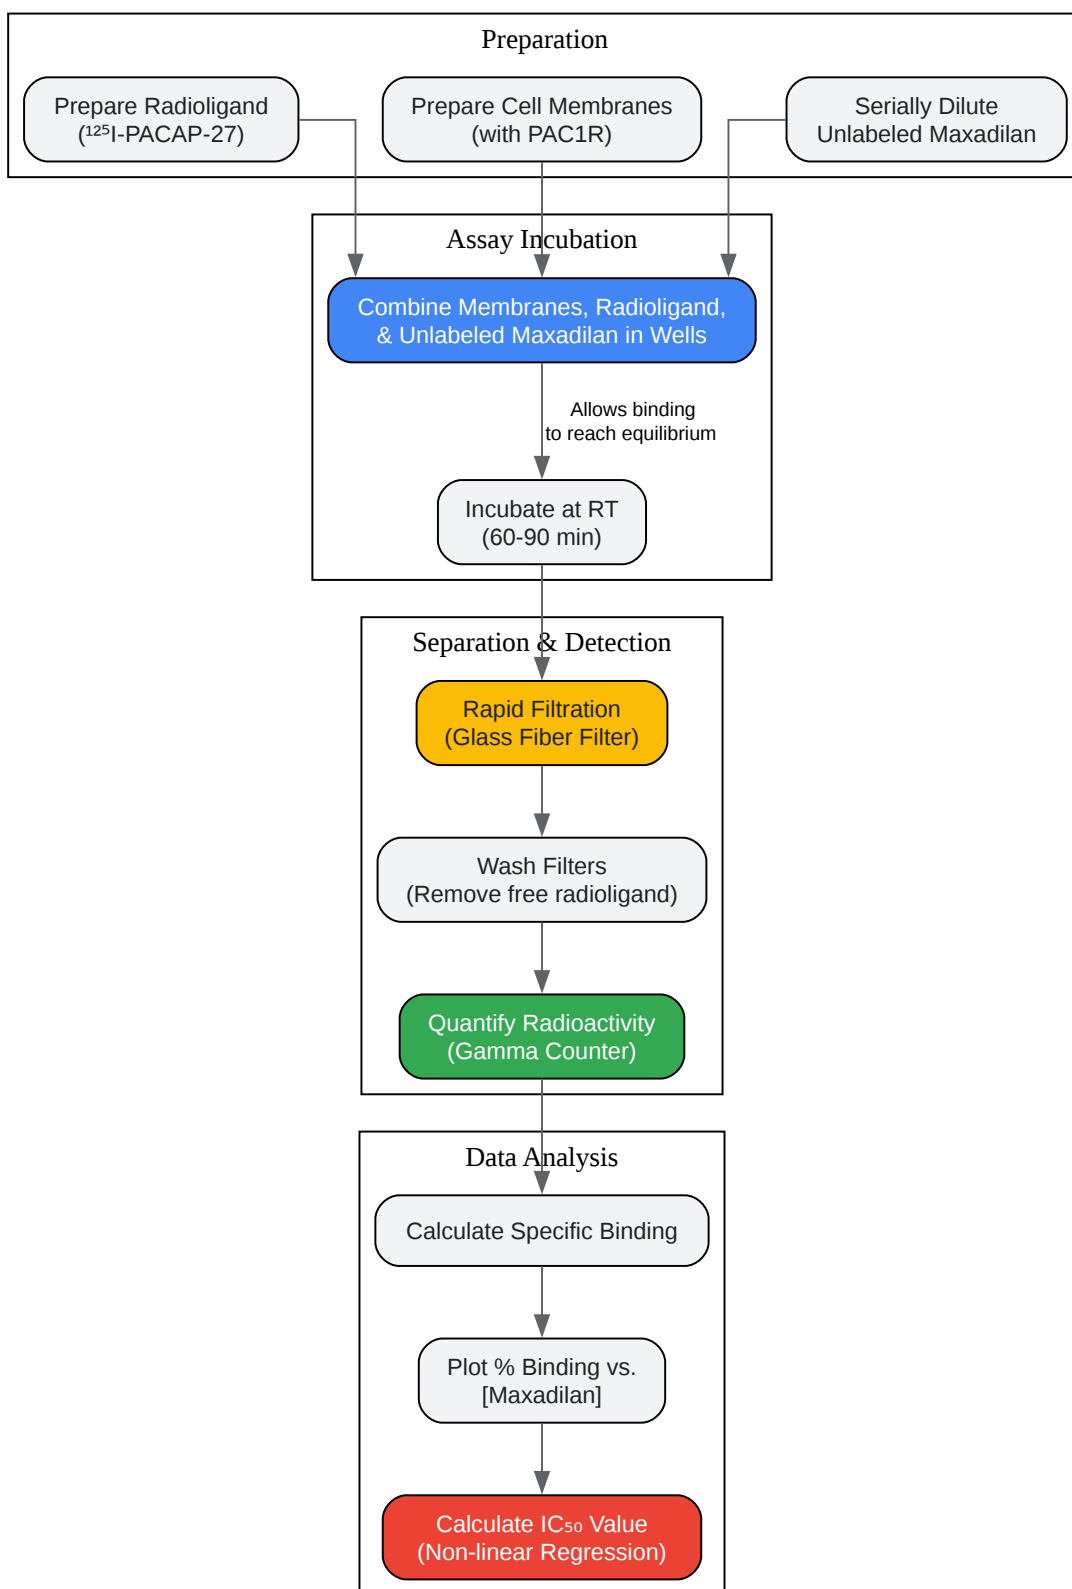 Preparation
Prepare Radioligand
(¹²⁵I-PACAP-27)
Prepare Cell Membranes
(with PAC1R)
Serially Dilute
Unlabeled Maxadilan
Assay Incubation
Combine Membranes, Radioligand,
& Unlabeled Maxadilan in Wells
Allows binding
to reach equilibrium
Incubate at RT
(60-90 min)
Separation & Detection
Rapid Filtration
(Glass Fiber Filter)
Wash Filters
(Remove free radioligand)
Quantify Radioactivity
(Gamma Counter)
Data Analysis
Calculate Specific Binding
Plot % Binding vs.
[Maxadilan]
Calculate IC₅₀ Value
(Non-linear Regression)